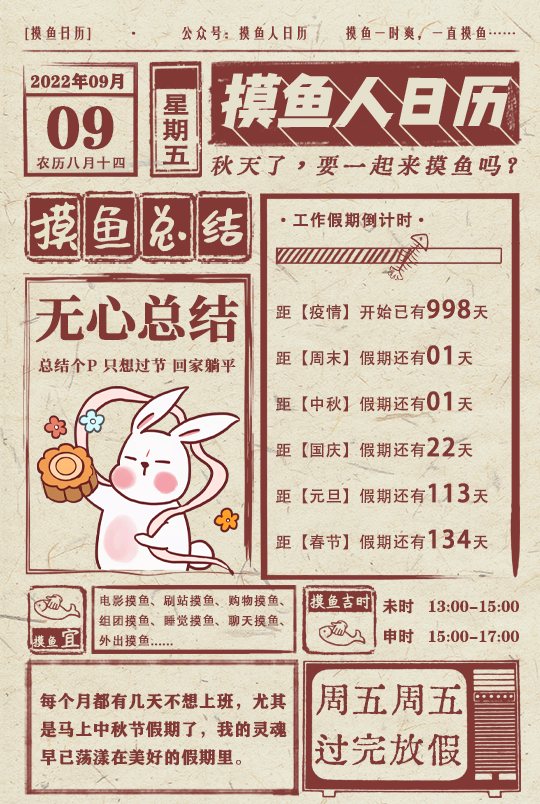 [摸鱼日历] · 公众号：摸鱼人日历 摸鱼一时爽，一直摸鱼……
2022年09月
09
农历八月十四
星期五
摸鱼人日历
秋天了，要一起来摸鱼吗？
摸鱼总结
无心总结
总结个P 只想过节 回家躺平
·工作假期倒计时·
距【疫情】开始已有998天
距【周末】假期还有01天
距【中秋】假期还有01天
距【国庆】假期还有22天
距【元旦】假期还有113天
距【春节】假期还有134天
摸鱼宜
电影摸鱼、刷站摸鱼、购物摸鱼、
组团摸鱼、睡觉摸鱼、聊天摸鱼、
外出摸鱼......
摸鱼吉时
未时 13:00-15:00
申时 15:00-17:00
每个月都有几天不想上班，尤其
是马上中秋节假期了，我的灵魂
早已荡漾在美好的假期里。
周五周五
过完放假